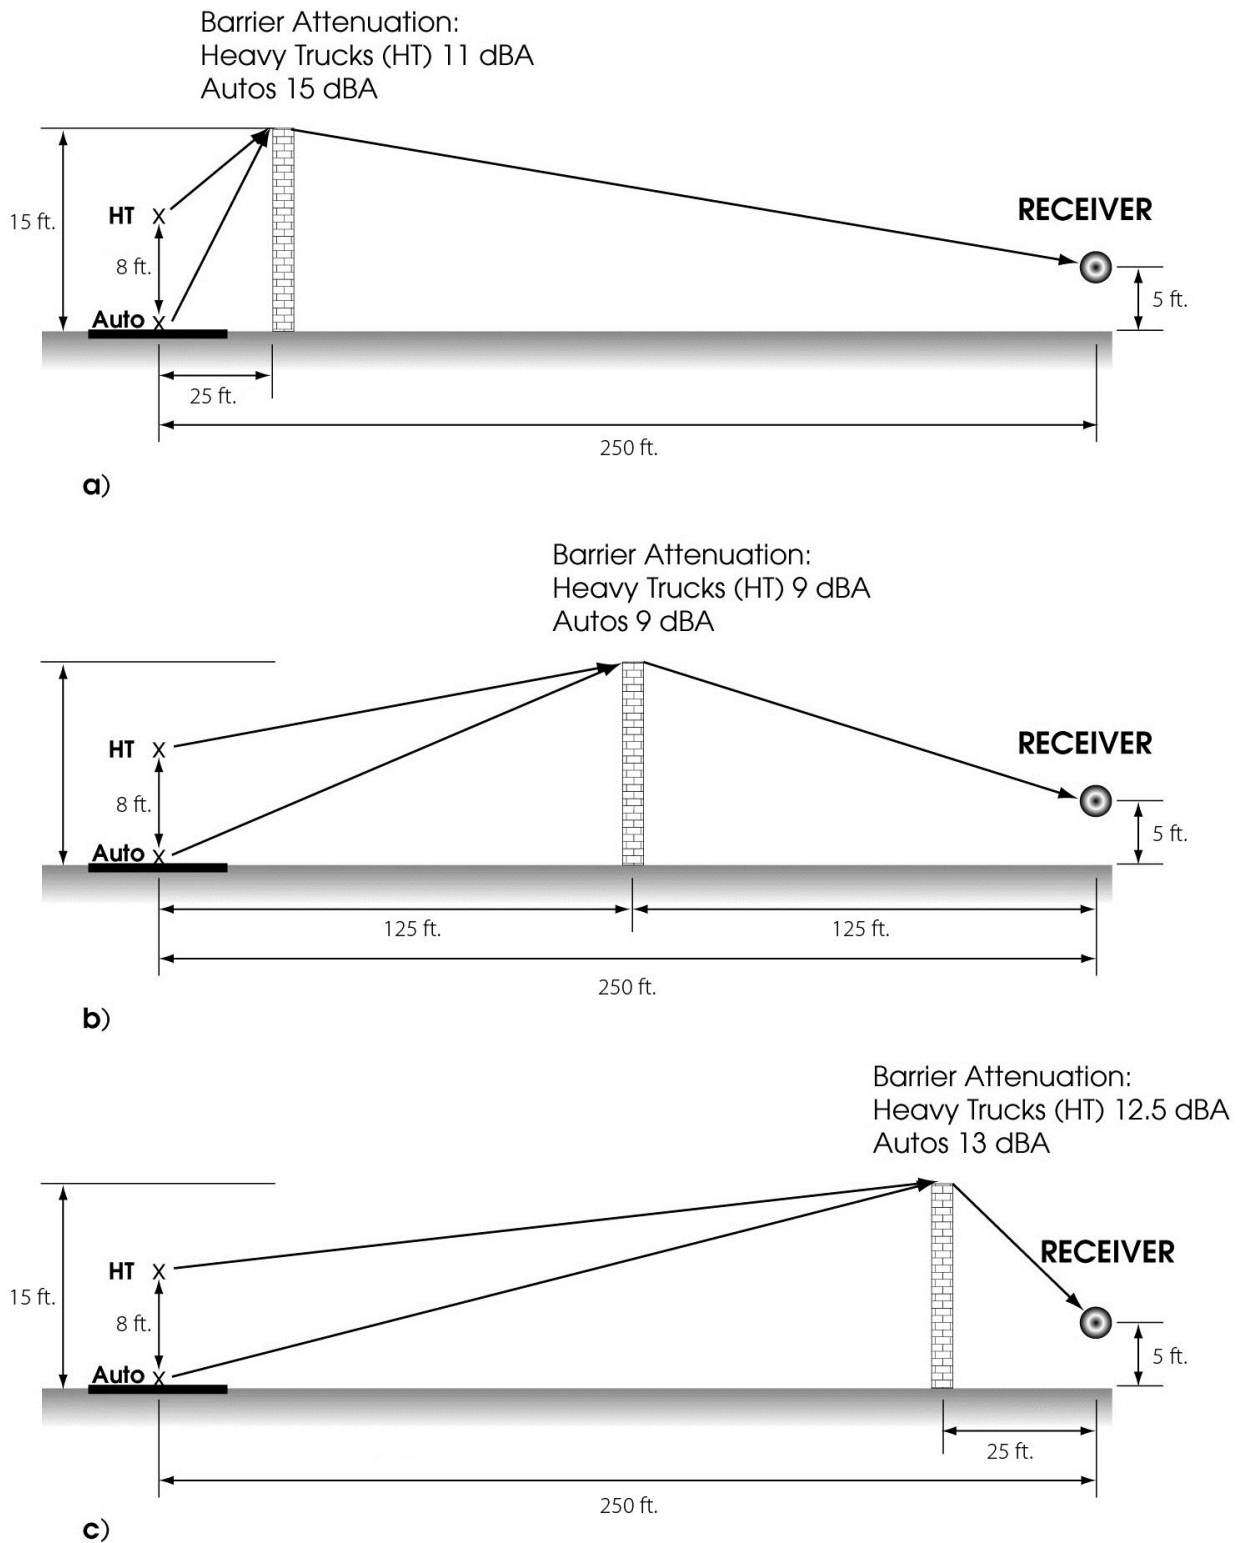 Barrier Attenuation:
Heavy Trucks (HT) 11 dBA
Autos 15 dBA
15 ft.
HT X
8 ft.
Auto X
RECEIVER
5 ft.
25 ft.
250 ft.
a)
Barrier Attenuation:
Heavy Trucks (HT) 9 dBA
Autos 9 dBA
HT X
8 ft.
Auto X
RECEIVER
5 ft.
125 ft.
125 ft.
250 ft.
b)
Barrier Attenuation:
Heavy Trucks (HT) 12.5 dBA
Autos 13 dBA
15 ft.
HT X
8 ft.
Auto X
RECEIVER
5 ft.
25 ft.
250 ft.
c)